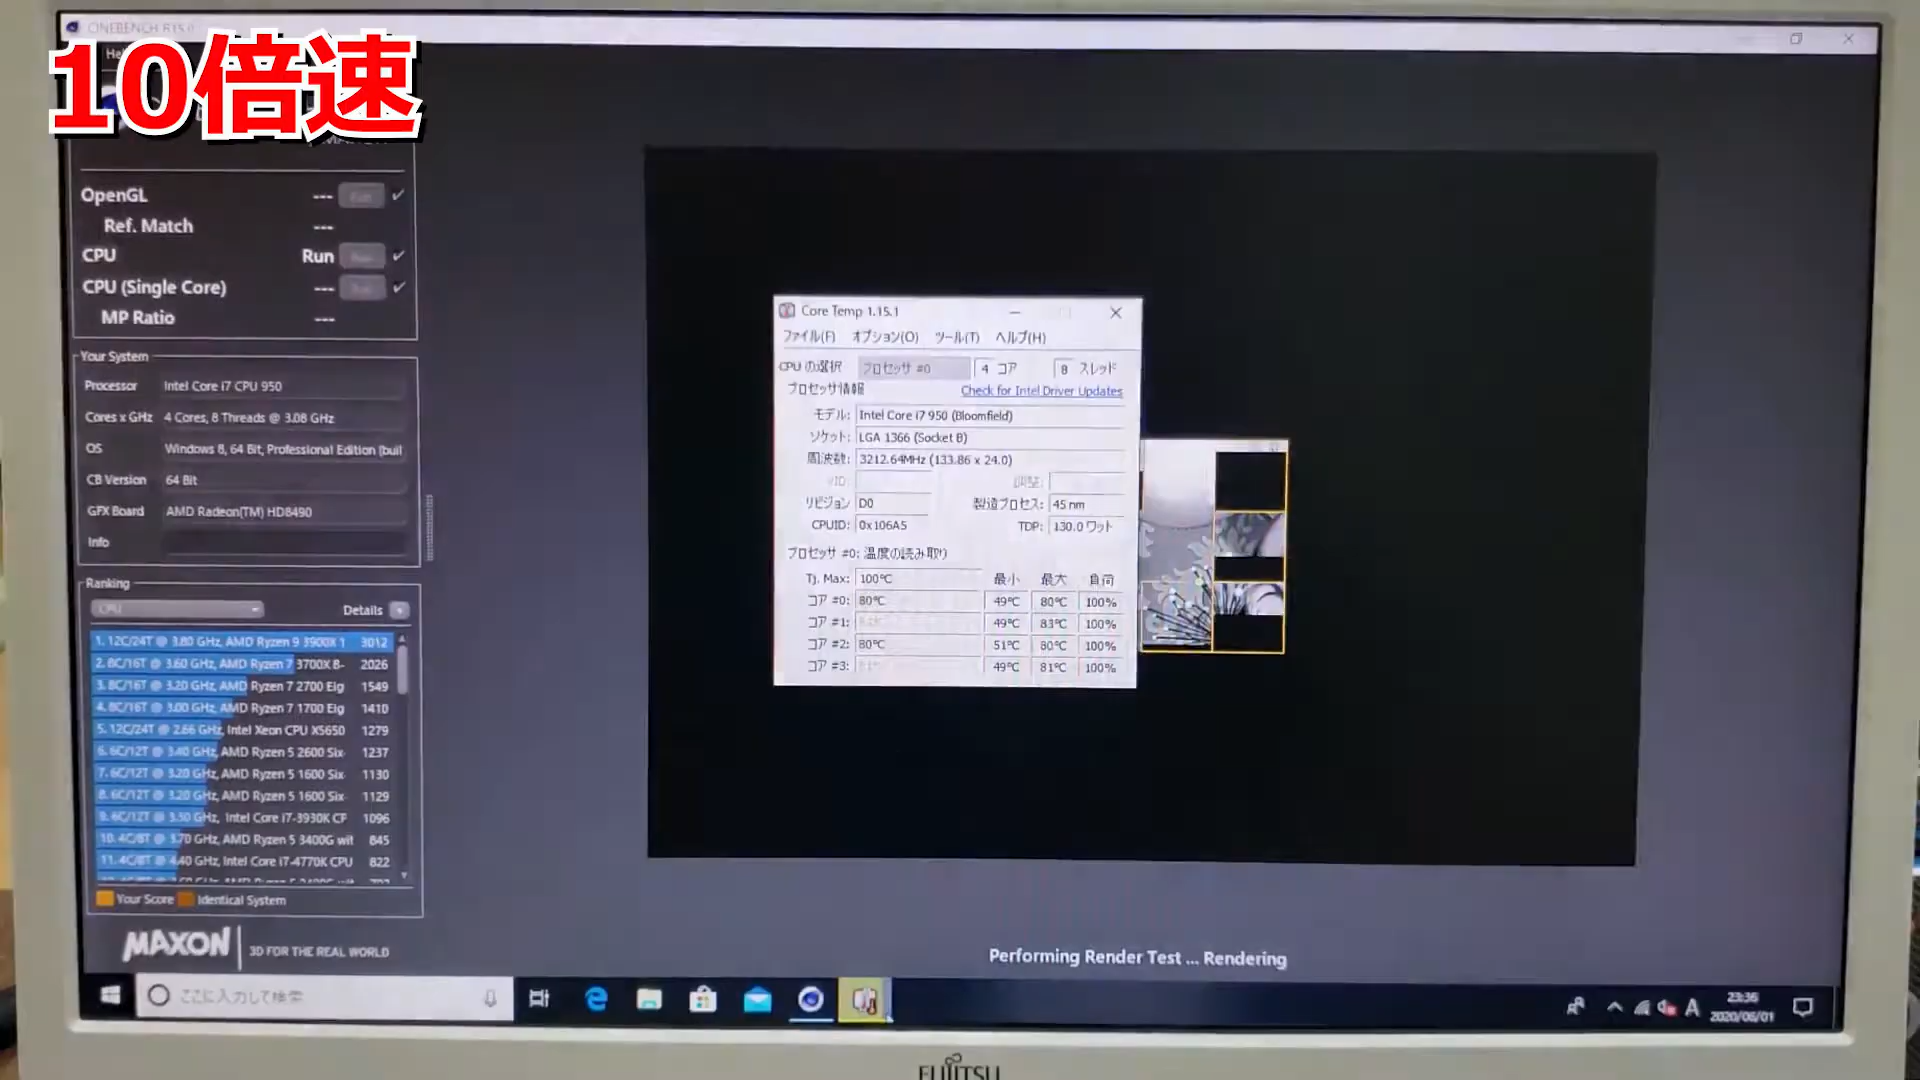 CINEBENCH R15.0
10倍速
OpenGL ---
Ref. Match ---
CPU Run
CPU (Single Core) ---
MP Ratio ---
Your System
Processor Intel Core i7 CPU 950
Cores x GHz 4 Cores, 8 Threads @ 3.08 GHz
OS Windows 8, 64 Bit, Professional Edition (buil
CB Version 64 Bit
GFX Board AMD Radeon(TM) HD8490
Info
Ranking
CPU Details
1. 12C/24T @ 3.80 GHz, AMD Ryzen 9 3900X 1 3012
2. 8C/16T @ 3.60 GHz, AMD Ryzen 7 3700X 8- 2026
3. 8C/16T @ 3.20 GHz, AMD Ryzen 7 2700 Eig 1549
4. 8C/16T @ 3.00 GHz, AMD Ryzen 7 1700 Eig 1410
5. 12C/24T @ 2.66 GHz, Intel Xeon CPU X5650 1279
6. 6C/12T @ 3.40 GHz, AMD Ryzen 5 2600 Six- 1237
7. 6C/12T @ 3.20 GHz, AMD Ryzen 5 1600 Six- 1130
8. 6C/12T @ 3.20 GHz, AMD Ryzen 5 1600 Six- 1129
9. 6C/12T @ 3.50 GHz, Intel Core i7-3930K CF 1096
10. 4C/8T @ 3.70 GHz, AMD Ryzen 5 3400G wit 845
11. 4C/8T @ 4.40 GHz, Intel Core i7-4770K CPU 822
Your Score Identical System
MAXON 3D FOR THE REAL WORLD
Core Temp 1.15.1
ファイル(F) オプション(O) ツール(T) ヘルプ(H)
CPU の選択 プロセッサ #0 4 コア 8 スレッド
プロセッサ情報 Check for Intel Driver Updates
モデル: Intel Core i7 950 (Bloomfield)
ソケット: LGA 1366 (Socket B)
周波数: 3212.64MHz (133.86 x 24.0)
VID:
リビジョン D0 製造プロセス: 45 nm
CPUID: 0x106A5 TDP: 130.0 ワット
プロセッサ #0: 温度の読み取り
Tj. Max: 100℃ 最小 最大 負荷
コア #0: 80℃ 49℃ 80℃ 100%
コア #1: 49℃ 83℃ 100%
コア #2: 80℃ 51℃ 80℃ 100%
コア #3: 49℃ 81℃ 100%
Performing Render Test ... Rendering
ここに入力して検索
A
23:36
2020/06/01
FUJITSU